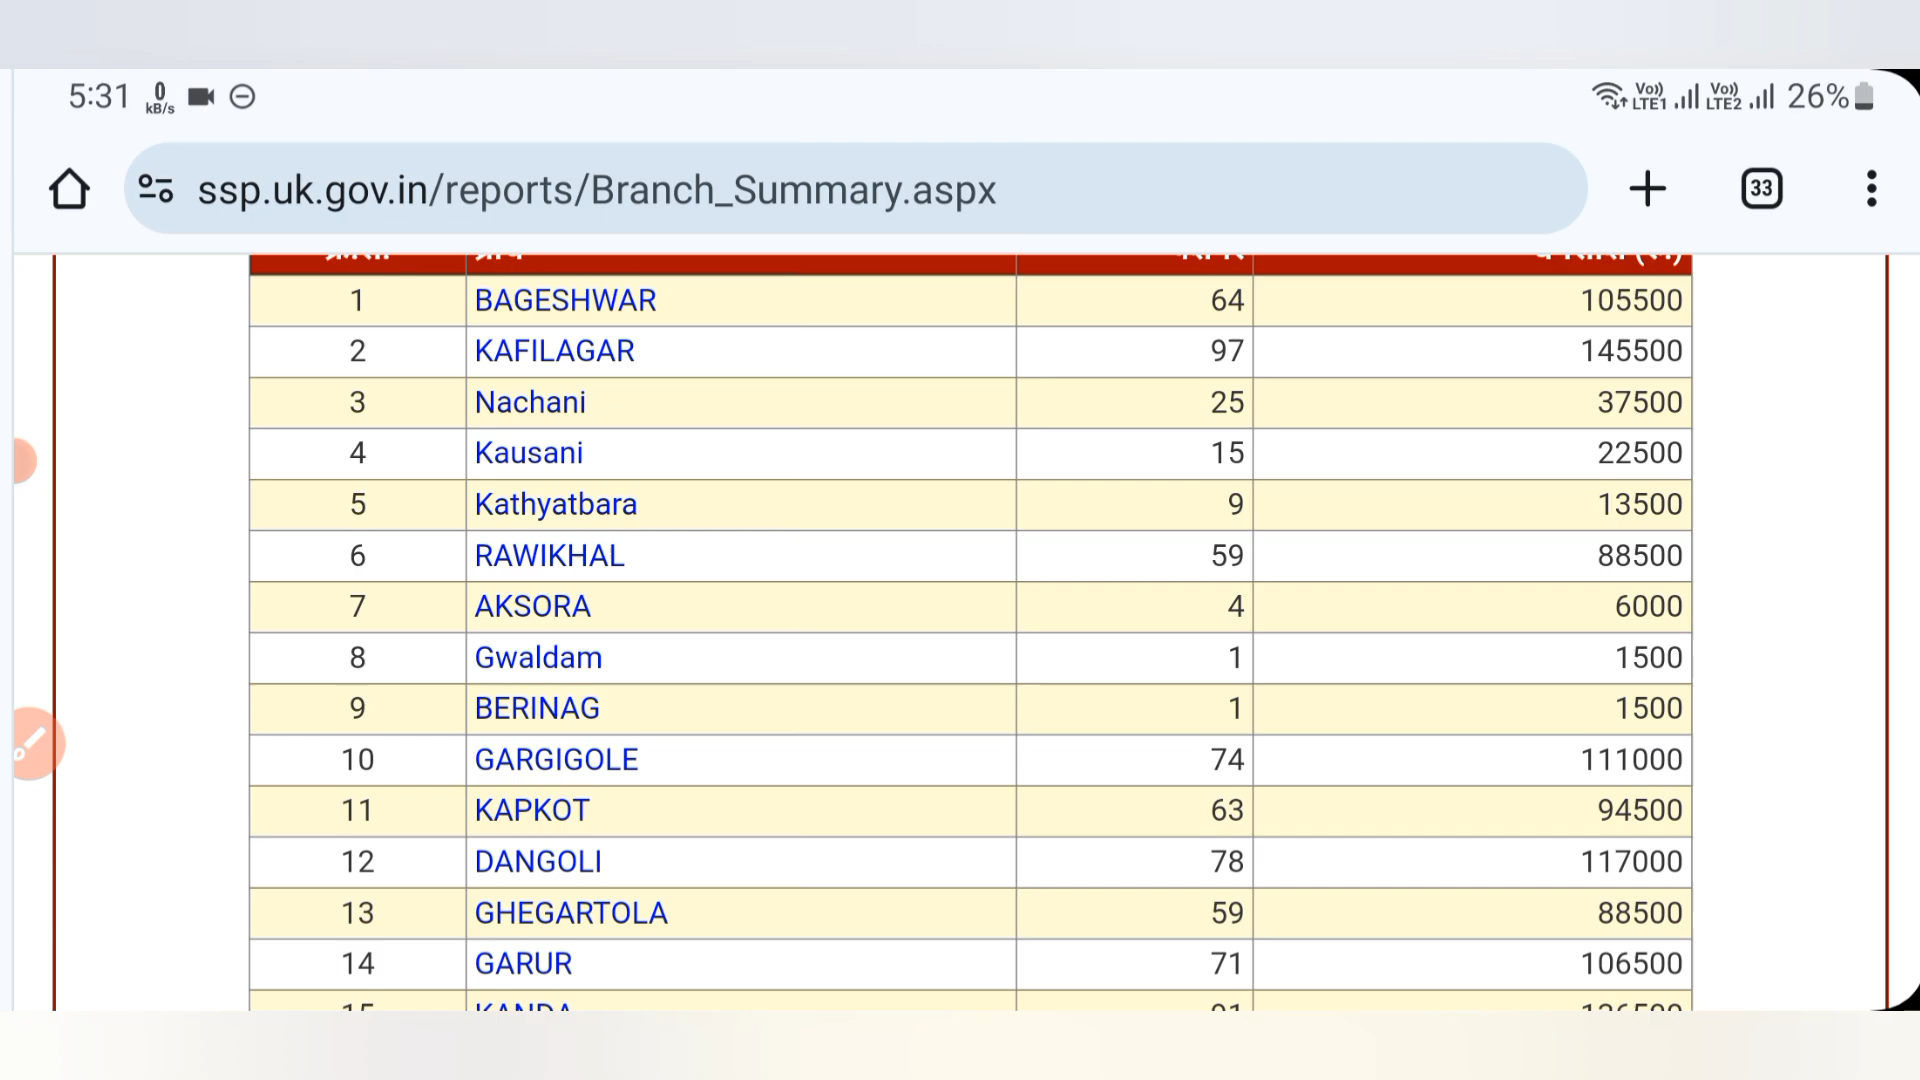 5:31 0 kB/s Vo)) LTE1 Vo)) LTE2 26%
ssp.uk.gov.in/reports/Branch_Summary.aspx 33
1 BAGESHWAR 64 105500
2 KAFILAGAR 97 145500
3 Nachani 25 37500
4 Kausani 15 22500
5 Kathyatbara 9 13500
6 RAWIKHAL 59 88500
7 AKSORA 4 6000
8 Gwaldam 1 1500
9 BERINAG 1 1500
10 GARGIGOLE 74 111000
11 KAPKOT 63 94500
12 DANGOLI 78 117000
13 GHEGARTOLA 59 88500
14 GARUR 71 106500
15 KANDA